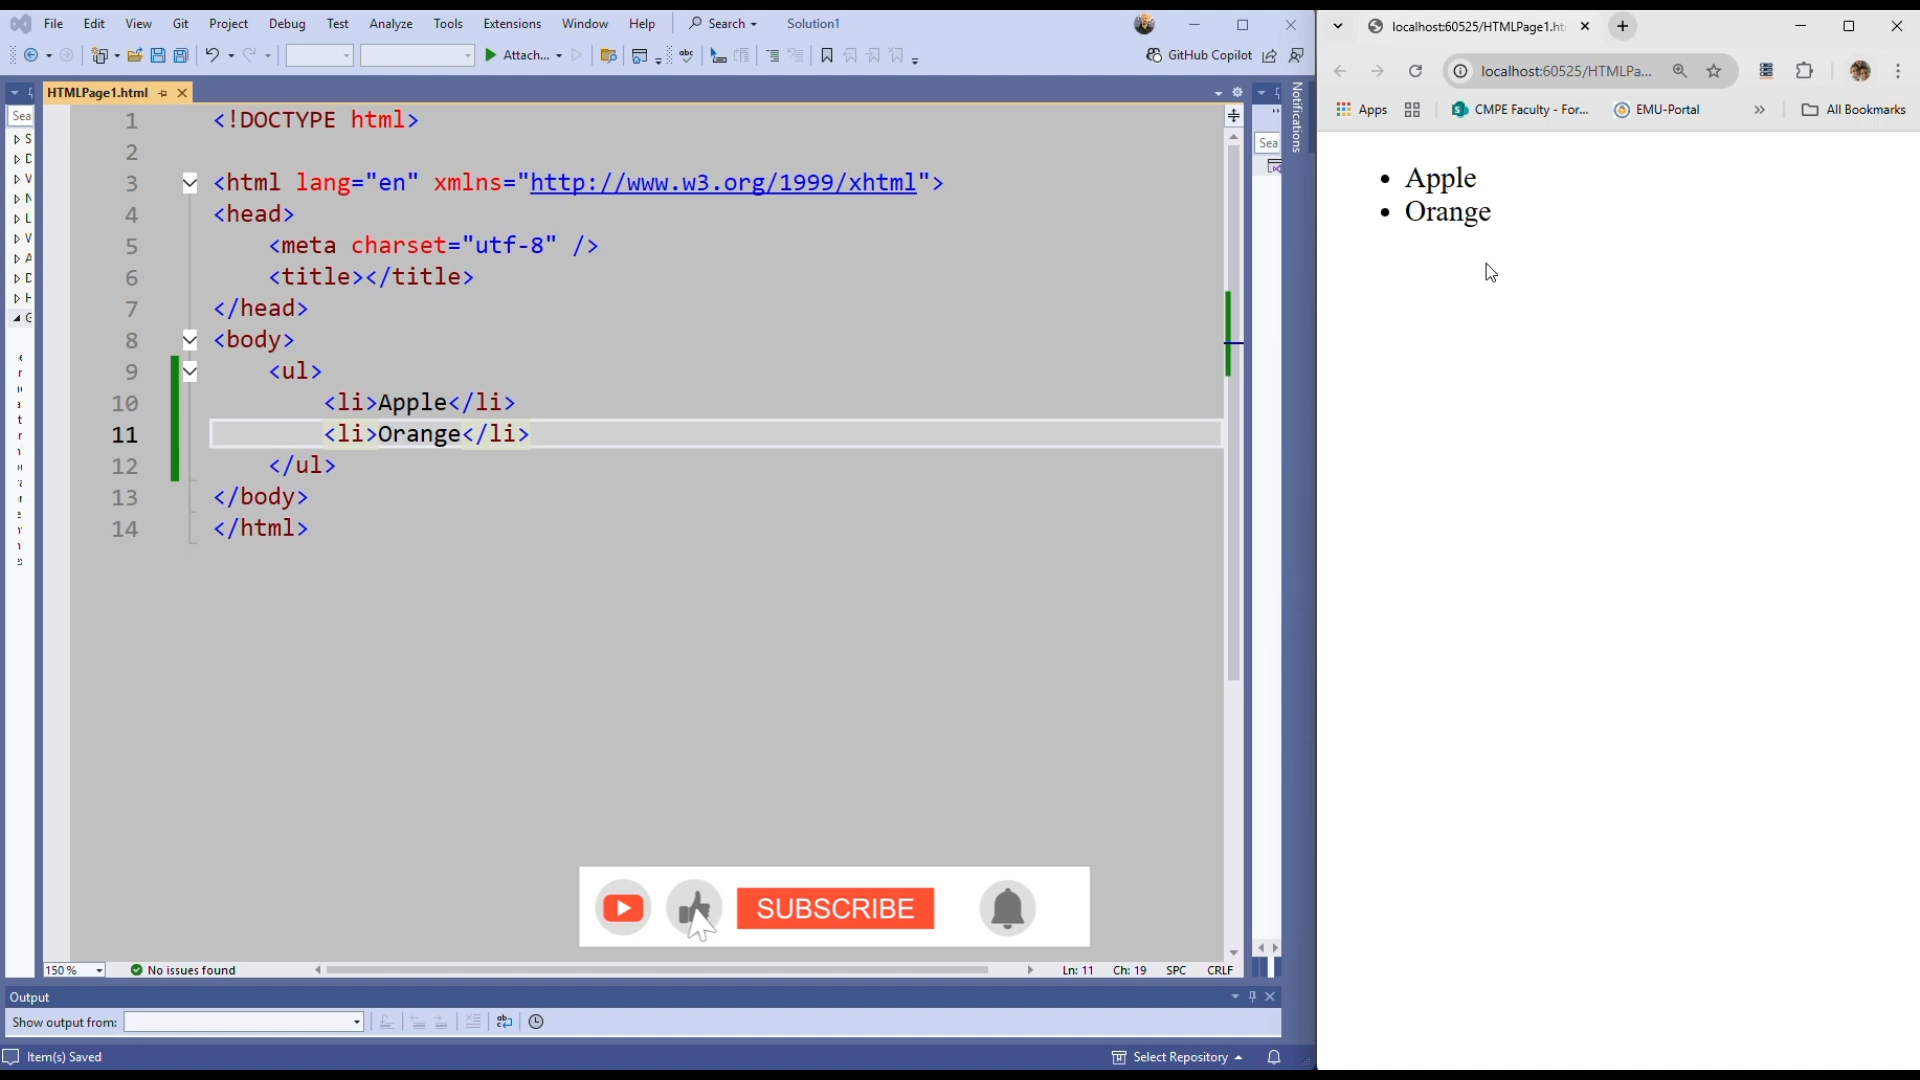 File Edit View Git Project Debug Test Analyze Tools Extensions Window Help Search Solution1
Attach... GitHub Copilot
HTMLPage1.html
Sea
1 <!DOCTYPE html>
2
3 <html lang="en" xmlns="http://www.w3.org/1999/xhtml">
4 <head>
5 <meta charset="utf-8" />
6 <title></title>
7 </head>
8 <body>
9 <ul>
10 <li>Apple</li>
11 <li>Orange</li>
12 </ul>
13 </body>
14 </html>
SUBSCRIBE
150 % No issues found Ln: 11 Ch: 19 SPC CRLF
Output
Show output from:
Item(s) Saved Select Repository
Sea
Notifications
localhost:60525/HTMLPage1.ht
localhost:60525/HTMLPa...
Apps CMPE Faculty - For... EMU-Portal » All Bookmarks
• Apple
• Orange